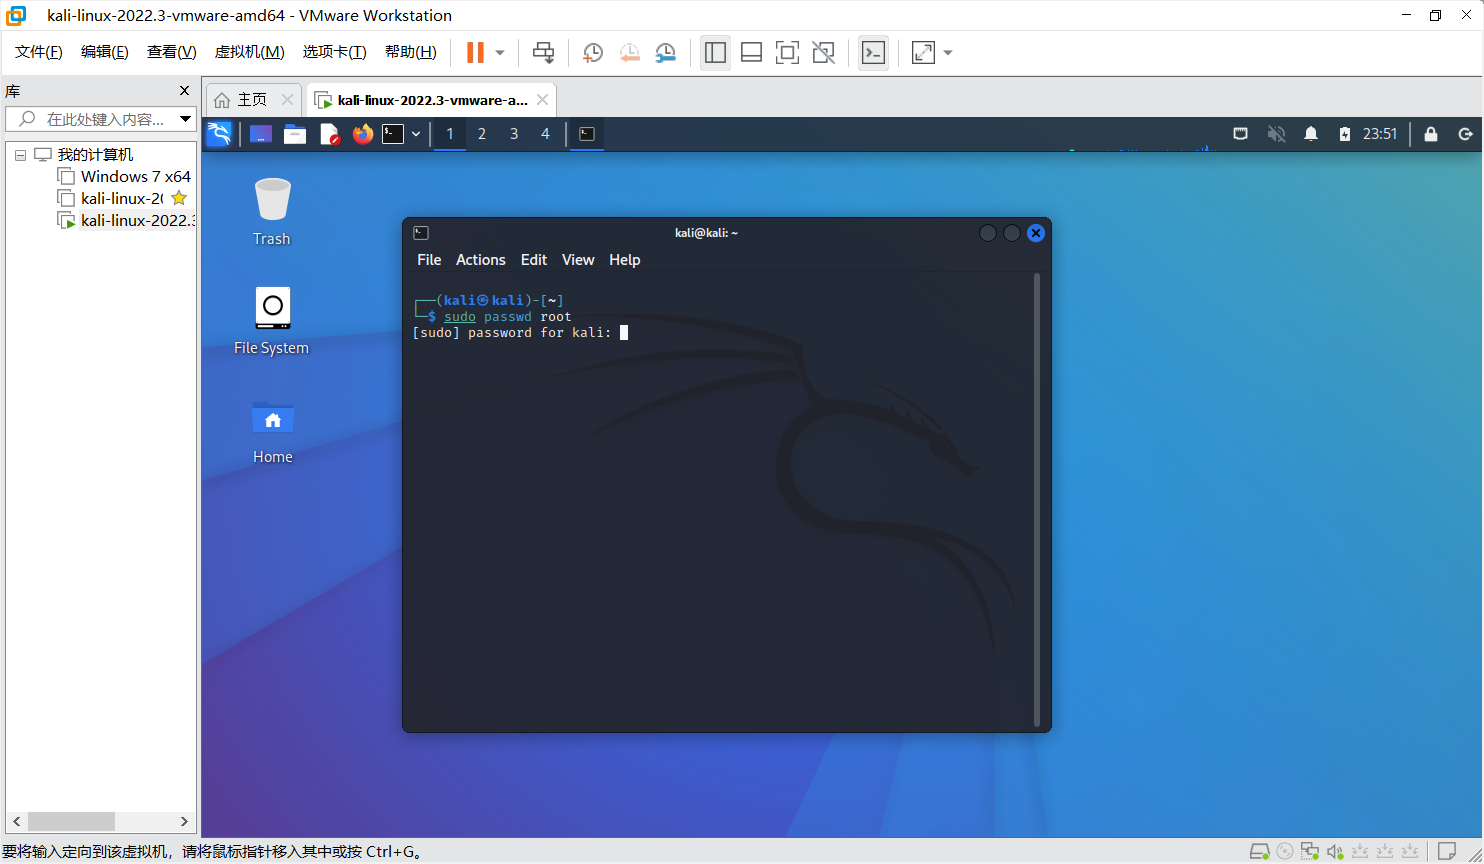 kali-linux-2022.3-vmware-amd64 - VMware Workstation
文件(F) 编辑(E) 查看(V) 虚拟机(M) 选项卡(T) 帮助(H)
库
在此处键入内容...
我的计算机
Windows 7 x64
kali-linux-20
kali-linux-2022.3
主页
kali-linux-2022.3-vmware-a...
1 2 3 4
23:51
Trash
File System
Home
kali@kali: ~
File Actions Edit View Help
┌──(kali㉿kali)-[~]
└─$ sudo passwd root
[sudo] password for kali:
要将输入定向到该虚拟机，请将鼠标指针移入其中或按 Ctrl+G。